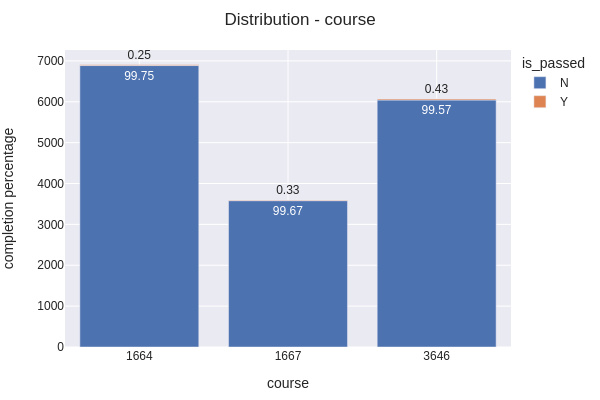 Distribution - course
is_passed
N
Y
completion percentage
7000
6000
5000
4000
3000
2000
1000
0
0.25
99.75
0.33
99.67
0.43
99.57
1664
1667
3646
course